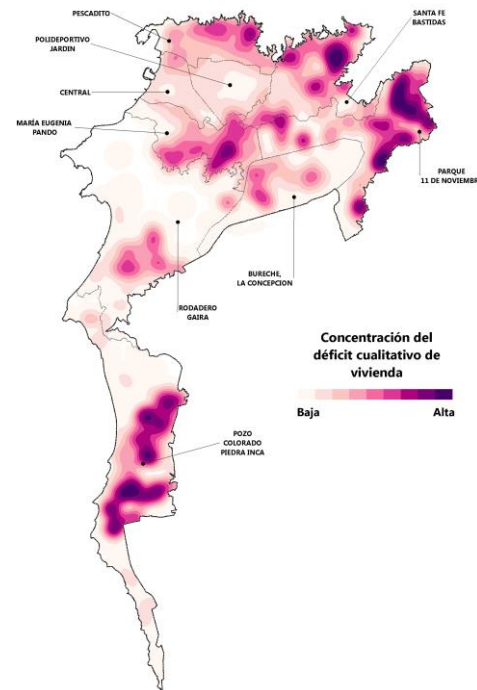 PESCADITO
POLIDEPORTIVO
JARDIN
CENTRAL
MARÍA EUGENIA
PANDO
SANTA FE
BASTIDAS
PARQUE
11 DE NOVIEMBR
BURECHE,
LA CONCEPCION
RODADERO
GAIRA
Concentración del
déficit cualitativo de
vivienda
Baja
Alta
POZO
COLORADO
PIEDRA INCA